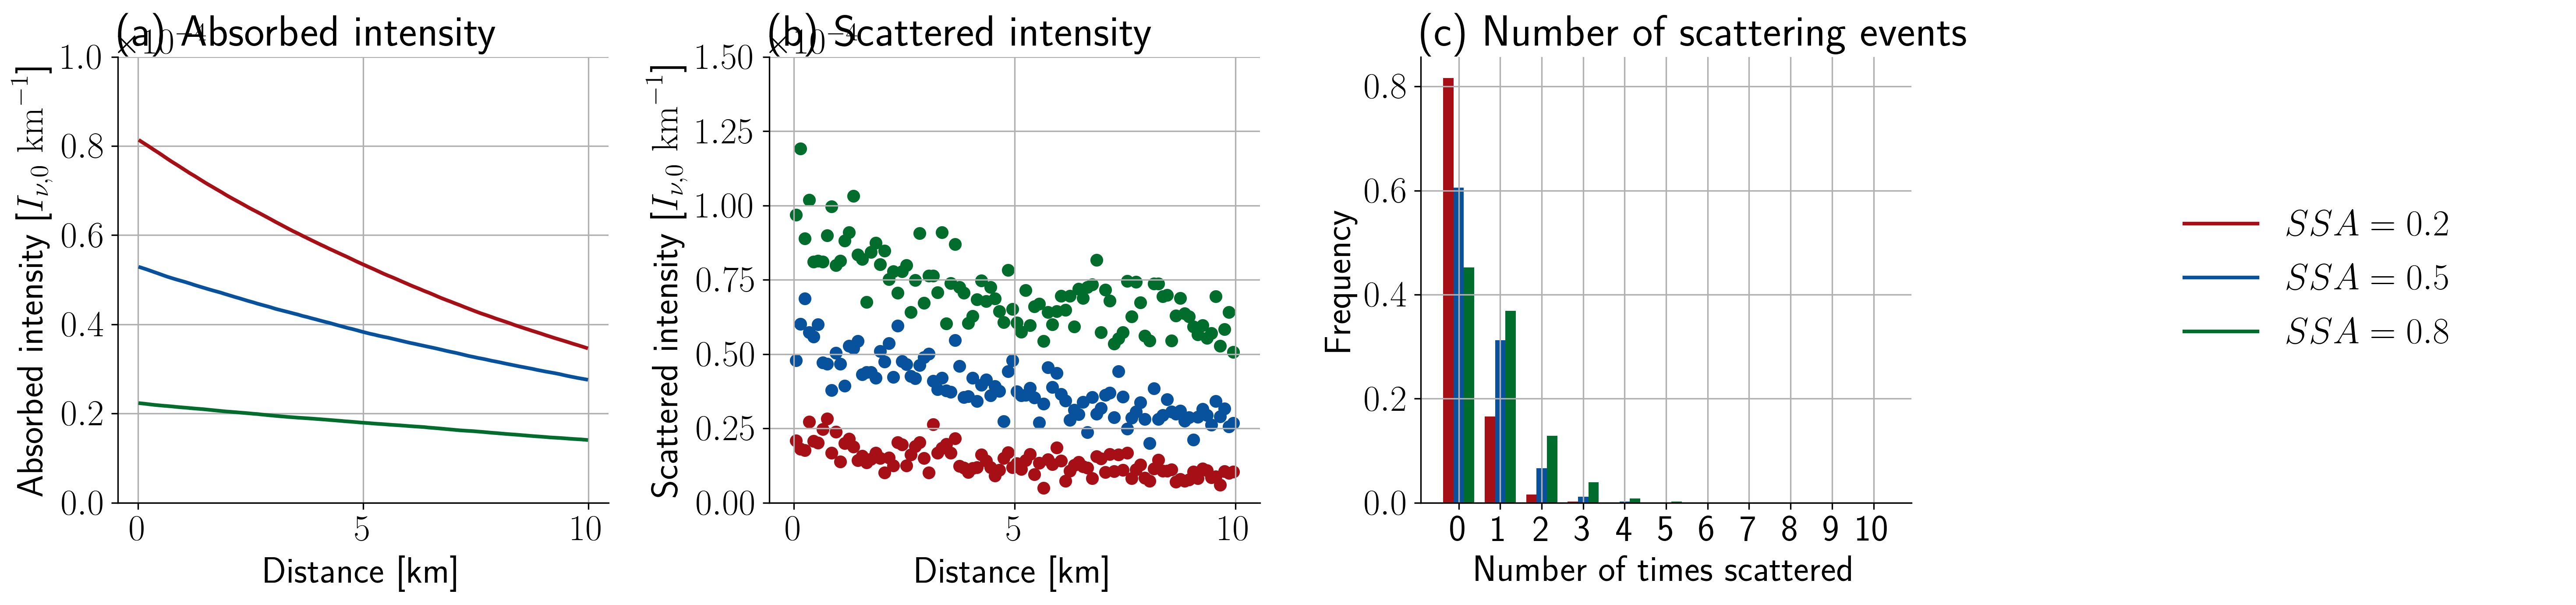 (a) Absorbed intensity
×10⁻⁴
1.0
0.8
0.6
0.4
0.2
0.0
Absorbed intensity [I_{ν,0} km⁻¹]
0 5 10
Distance [km]
(b) Scattered intensity
×10⁻⁴
1.50
1.25
1.00
0.75
0.50
0.25
0.00
Scattered intensity [I_{ν,0} km⁻¹]
0 5 10
Distance [km]
(c) Number of scattering events
0.8
0.6
0.4
0.2
0.0
Frequency
0 1 2 3 4 5 6 7 8 9 10
Number of times scattered
SSA = 0.2
SSA = 0.5
SSA = 0.8